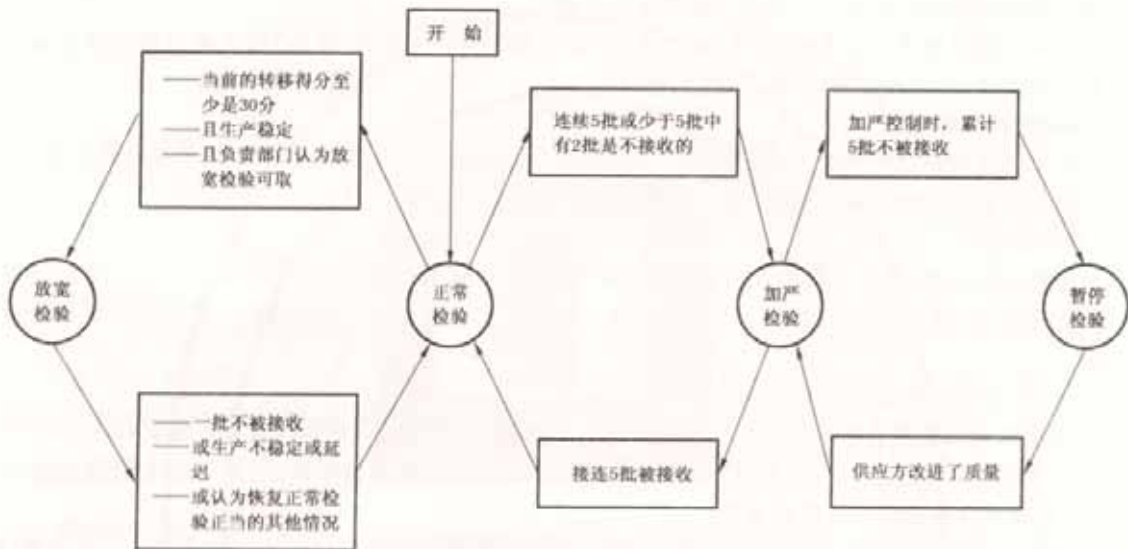 开 始
——当前的转移得分至
少是30分
——且生产稳定
——且负责部门认为放
宽检验可取
连续5批或少于5批中
有2批是不接收的
加严控制时，累计
5批不被接收
放宽
检验
正常
检验
加严
检验
暂停
检验
——一批不被接收
——或生产不稳定或延
迟
——或认为恢复正常检
验正当的其他情况
接连5批被接收
供应方改进了质量